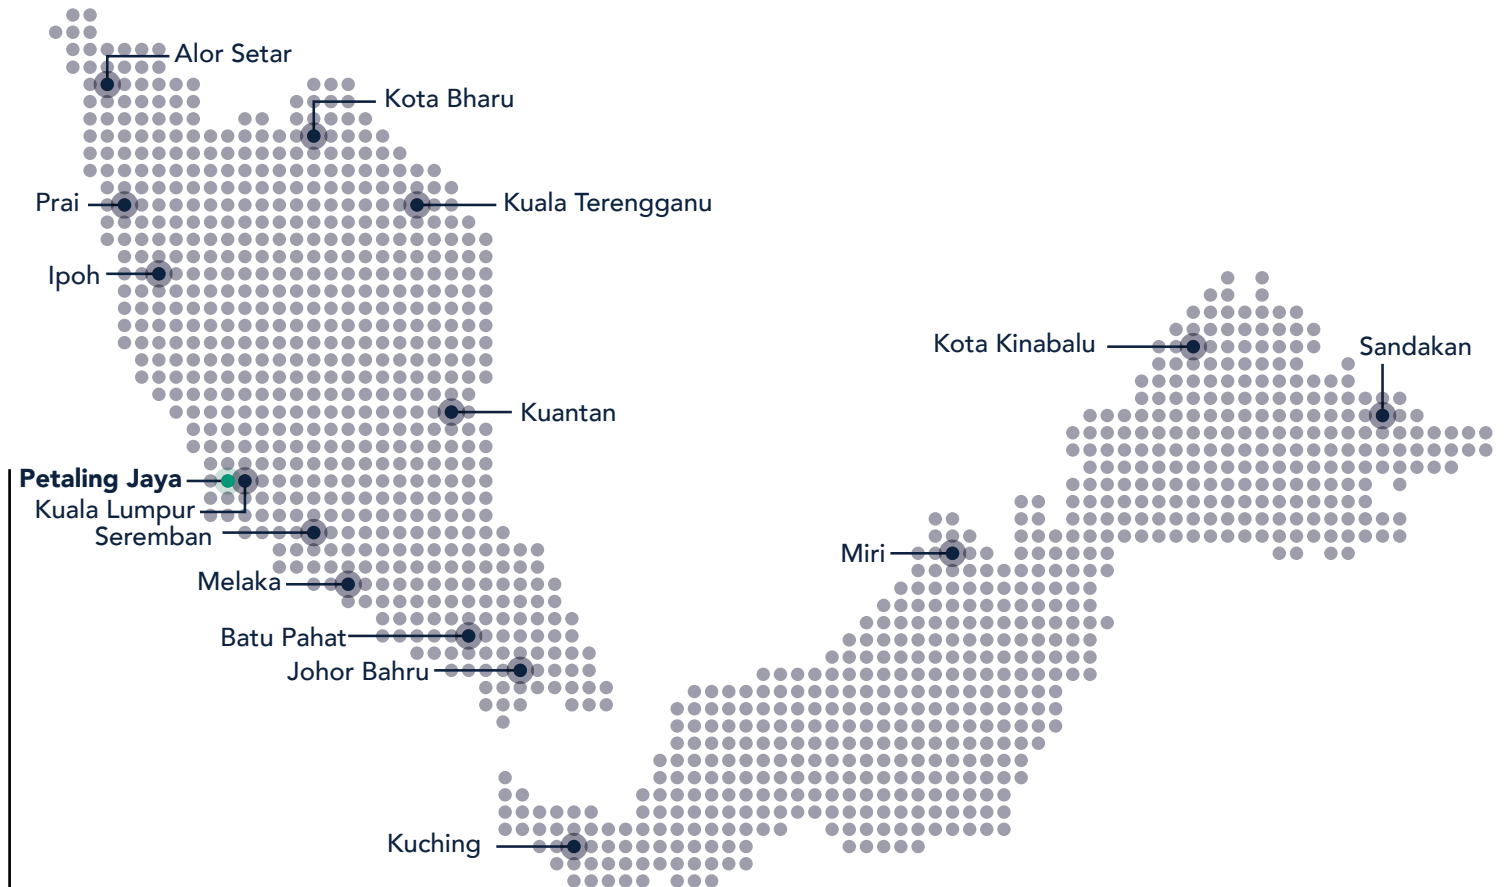 Alor Setar
Kota Bharu
Prai
Kuala Terengganu
Ipoh
Kota Kinabalu
Sandakan
Kuantan
Petaling Jaya
Kuala Lumpur
Seremban
Miri
Melaka
Batu Pahat
Johor Bahru
Kuching